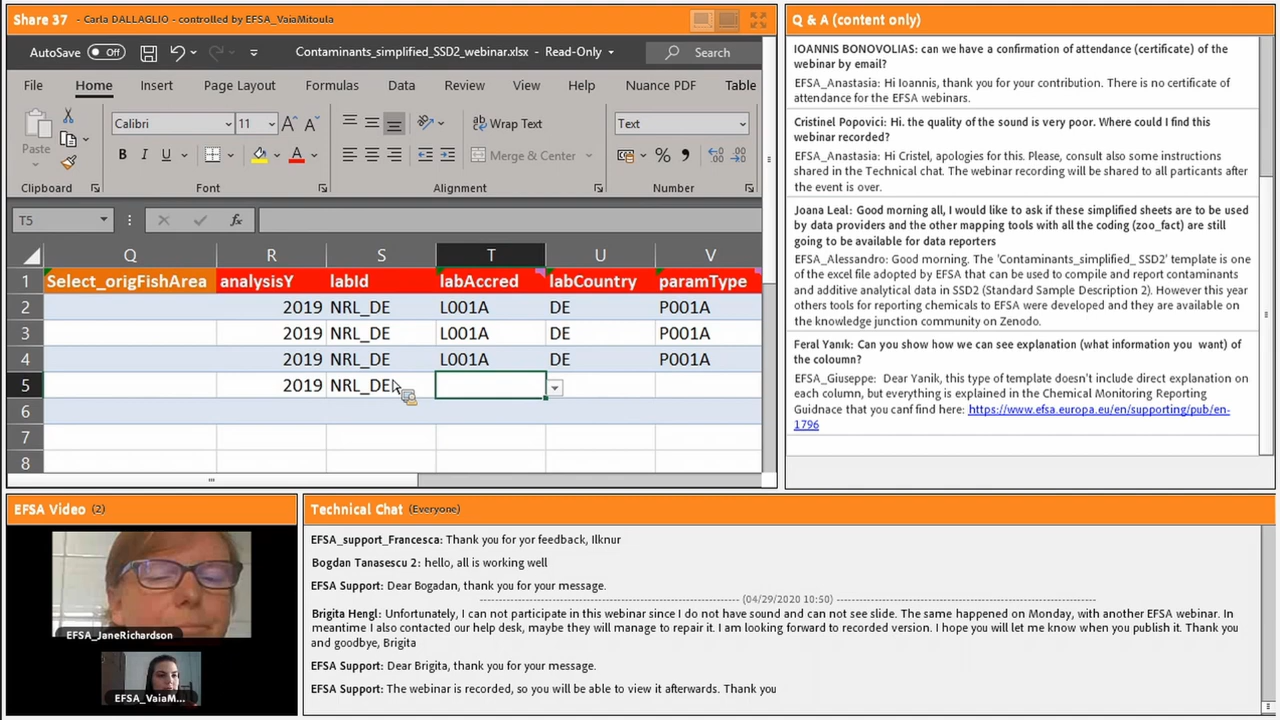 Share 37 - Carla DALLAGLIO - controlled by EFSA_VaiaMitoula
AutoSave Off Contaminants_simplified_SSD2_webinar.xlsx - Read-Only Search
File Home Insert Draw Page Layout Formulas Data Review View Help Nuance PDF Table
Paste Calibri 11 A A Wrap Text Text
B I U A Merge & Center % ,
Clipboard Font Alignment Number
T5 fx
Q R S T U V
1 Select_origFishArea analysisY labId labAccred labCountry paramType
2 2019 NRL_DE L001A DE P001A
3 2019 NRL_DE L001A DE P001A
4 2019 NRL_DE L001A DE P001A
5 2019 NRL_DE
6
7
8
Q & A (content only)
IOANNIS BONOVOLIAS: can we have a confirmation of attendance (certificate) of the
webinar by email?
EFSA_Anastasia: Hi Ioannis, thank you for your contribution. There is no certificate of
attendance for the EFSA webinars.
Cristinel Popovici: Hi. the quality of the sound is very poor. Where could I find this
webinar recorded?
EFSA_Anastasia: Hi Cristel, apologies for this. Please, consult also some instructions
shared in the Technical chat. The webinar recording will be shared to all particants after
the event is over.
Joana Leal: Good morning all, I would like to ask if these simplified sheets are to be used
by data providers and the other mapping tools with all the coding (zoo_fact) are still
going to be available for data reporters
EFSA_Alessandro: Good morning. The 'Contaminants_simplified_ SSD2' template is one
of the excel file adopted by EFSA that can be used to compile and report contaminants
and additive analytical data in SSD2 (Standard Sample Description 2). However this year
others tools for reporting chemicals to EFSA were developed and they are available on
the knowledge junction community on Zenodo.
Feral Yanık: Can you show how we can see explanation (what information you want) of
the coloumn?
EFSA_Giuseppe: Dear Yanik, this type of template doesn't include direct explanation on
each column, but everything is explained in the Chemical Monitoring Reporting
Guidnace that you canf find here: https://www.efsa.europa.eu/en/supporting/pub/en-
1796
EFSA Video (2)
EFSA_JaneRichardson
EFSA_VaiaM...
Technical Chat (Everyone)
EFSA_support_Francesca: Thank you for yor feedback, Ilknur
Bogdan Tanasescu 2: hello, all is working well
EFSA Support: Dear Bogadan, thank you for your message.
(04/29/2020 10:50)
Brigita Hengl: Unfortunately, I can not participate in this webinar since I do not have sound and can not see slide. The same happened on Monday, with another EFSA webinar. In
meantime I also contacted our help desk, maybe they will manage to repair it. I am looking forward to recorded version. I hope you will let me know when you publish it. Thank you
and goodbye, Brigita
EFSA Support: Dear Brigita, thank you for your message.
EFSA Support: The webinar is recorded, so you will be able to view it afterwards. Thank you